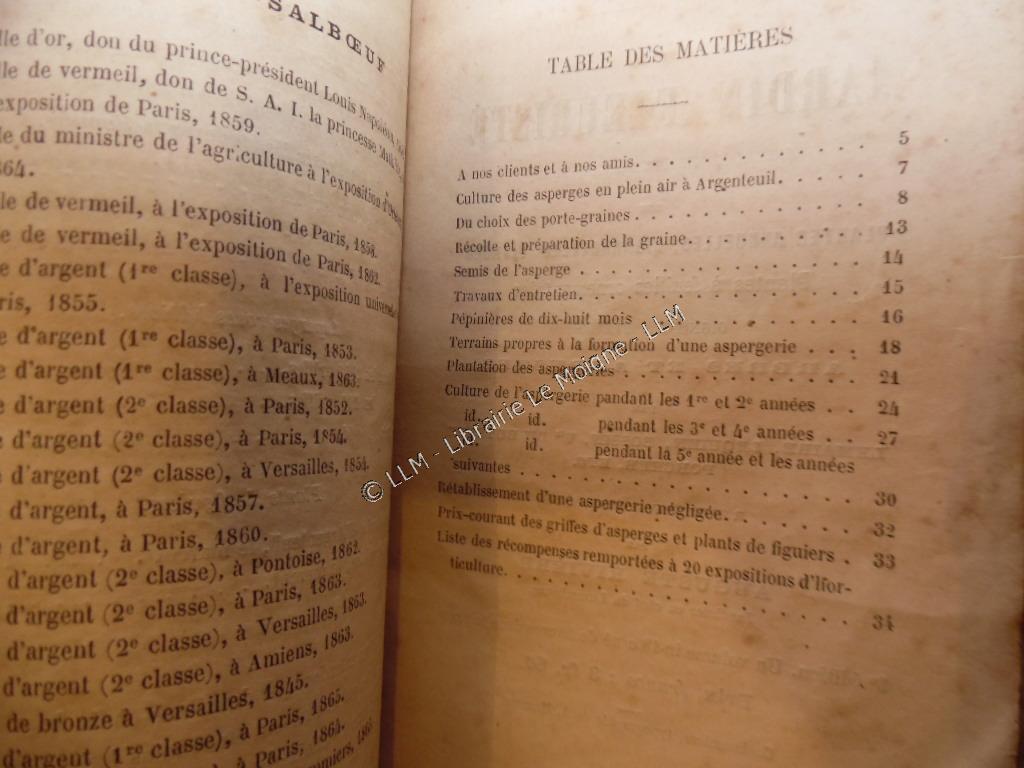 SALBŒUF
lle d'or, don du prince-président Louis Napoléon,
lle de vermeil, don de S. A. I. la princesse
exposition de Paris, 1859.
e du ministre de l'agriculture à l'exposition
64.
le de vermeil, à l'exposition de Paris, 1858.
e de vermeil, à l'exposition de Paris, 1862.
e d'argent (1re classe), à l'exposition
ris, 1855.
e d'argent (1re classe), à Paris, 1853.
e d'argent (1re classe), à Meaux, 1863.
e d'argent (2e classe), à Paris, 1852.
e d'argent (2e classe), à Paris, 1854.
e d'argent (2e classe), à Versailles, 1854.
d'argent, à Paris, 1857.
e d'argent, à Paris, 1860.
d'argent (2e classe), à Pontoise, 1862.
d'argent (2e classe), à Paris, 1863.
d'argent (2e classe), à Versailles, 1863.
d'argent (2e classe), à Amiens, 1863.
de bronze à Versailles, 1845.
d'argent (1re classe), à Paris, 1865.
à Paris, 1864.
TABLE DES MATIÈRES
A nos clients et à nos amis. . . . . . . . . . . 5
Culture des asperges en plein air à Argenteuil. . . . . 7
Du choix des porte-graines . . . . . . . . . . . 8
Récolte et préparation de la graine. . . . . . . . 13
Semis de l'asperge . . . . . . . . . . . . . 14
Travaux d'entretien. . . . . . . . . . . . . 15
Pépinières de dix-huit mois . . . . . . . . . . 16
Terrains propres à la formation d'une aspergerie . . . 18
Plantation des aspergeries . . . . . . . . . . 21
Culture de l'aspergerie pandant les 1re et 2e années . . 24
id. id. pendant les 3e et 4e années . . 27
id. id. pendant la 5e année et les années
suivantes . . . . . . . . . . . . . . . 30
Rétablissement d'une aspergerie négligée. . . . . . . 32
Prix-courant des griffes d'asperges et plants de figuiers . 33
Liste des récompenses remportées à 20 expositions d'Hor-
ticulture. . . . . . . . . . . . . . . 34
© LLM - Librairie Le Moigne - LLM